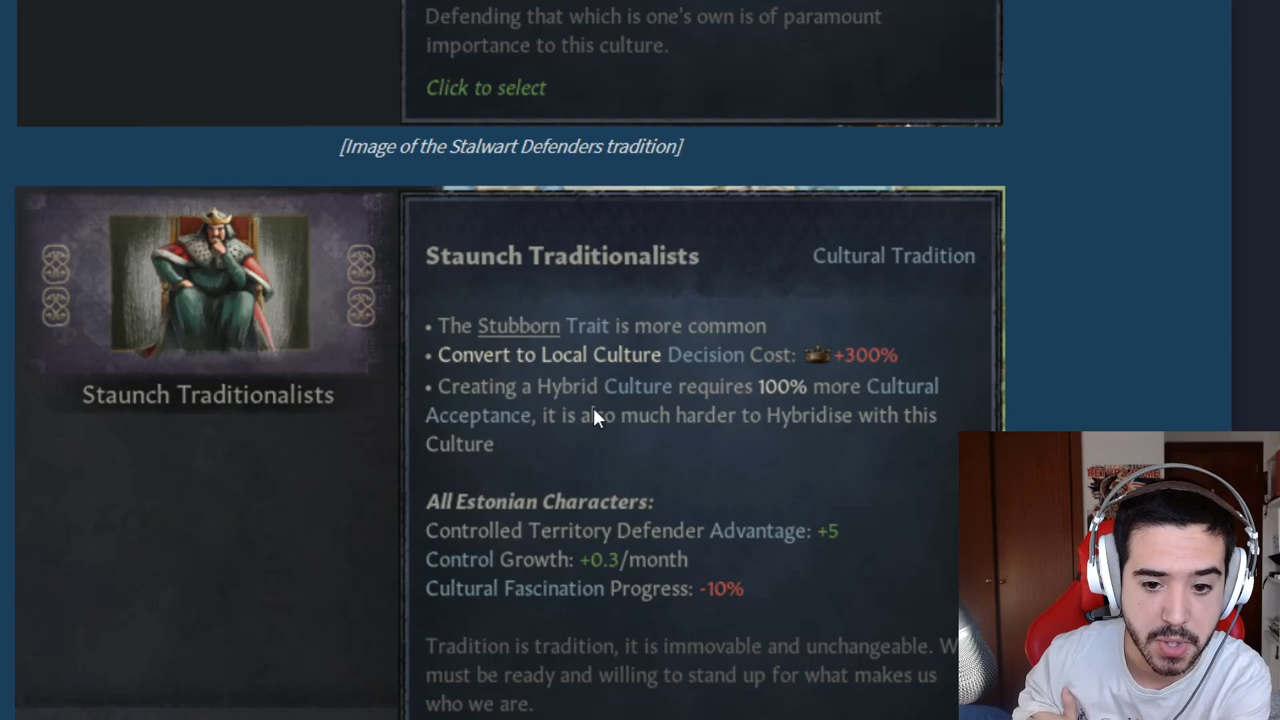 Defending that which is one's own is of paramount
importance to this culture.
Click to select
[Image of the Stalwart Defenders tradition]
Staunch Traditionalists
Staunch Traditionalists Cultural Tradition
• The Stubborn Trait is more common
• Convert to Local Culture Decision Cost: +300%
• Creating a Hybrid Culture requires 100% more Cultural
Acceptance, it is also much harder to Hybridise with this
Culture
All Estonian Characters:
Controlled Territory Defender Advantage: +5
Control Growth: +0.3/month
Cultural Fascination Progress: -10%
Tradition is tradition, it is immovable and unchangeable. W
must be ready and willing to stand up for what makes us
who we are.